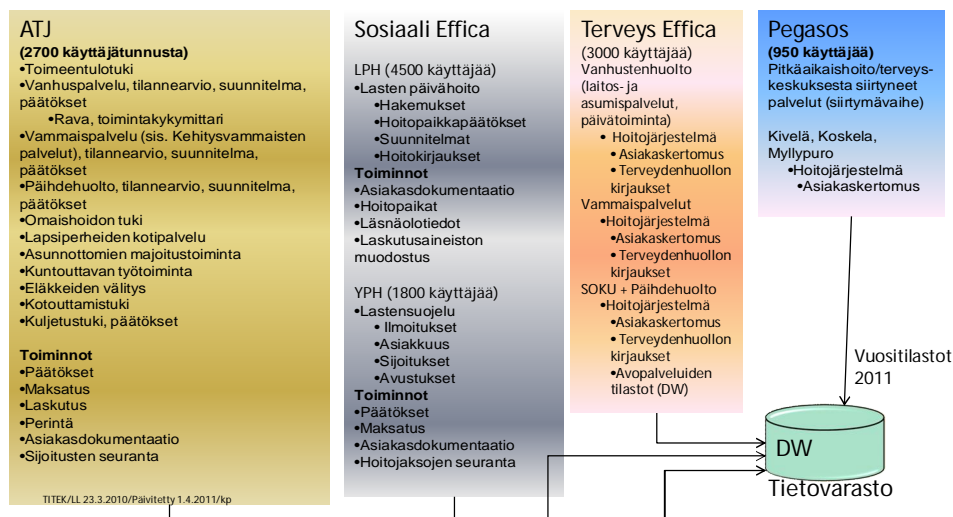 ATJ
(2700 käyttäjätunnusta)
•Toimeentulotuki
•Vanhuspalvelu, tilannearvio, suunnitelma,
päätökset
•Rava, toimintakykymittari
•Vammaispalvelu (sis. Kehitysvammaisten
palvelut), tilannearvio, suunnitelma,
päätökset
•Päihdehuolto, tilannearvio, suunnitelma,
päätökset
•Omaishoidon tuki
•Lapsiperheiden kotipalvelu
•Asunnottomien majoitustoiminta
•Kuntouttavan työtoiminta
•Eläkkeiden välitys
•Kotouttamistuki
•Kuljetustuki, päätökset
Toiminnot
•Päätökset
•Maksatus
•Laskutus
•Perintä
•Asiakasdokumentaatio
•Sijoitusten seuranta
TITEK/LL 23.3.2010/Päivitetty 1.4.2011/kp
Sosiaali Effica
LPH (4500 käyttäjää)
•Lasten päivähoito
•Hakemukset
•Hoitopaikkapäätökset
•Suunnitelmat
•Hoitokirjaukset
Toiminnot
•Asiakasdokumentaatio
•Hoitopaikat
•Läsnäolotiedot
•Laskutusaineiston
muodostus
YPH (1800 käyttäjää)
•Lastensuojelu
• Ilmoitukset
•Asiakkuus
•Sijoitukset
•Avustukset
Toiminnot
•Päätökset
•Maksatus
•Asiakasdokumentaatio
•Hoitojaksojen seuranta
Terveys Effica
(3000 käyttäjää)
Vanhustenhuolto
(laitos- ja
asumispalvelut,
päivätoiminta)
• Hoitojärjestelmä
• Asiakaskertomus
• Terveydenhuollon
kirjaukset
Vammaispalvelut
•Hoitojärjestelmä
•Asiakaskertomus
• Terveydenhuollon
kirjaukset
SOKU + Päihdehuolto
•Hoitojärjestelmä
•Asiakaskertomus
• Terveydenhuollon
kirjaukset
•Avopalveluiden
tilastot (DW)
Pegasos
(950 käyttäjää)
Pitkäaikaishoito/terveys-
keskuksesta siirtyneet
palvelut (siirtymävaihe)
Kivelä, Koskela,
Myllypuro
•Hoitojärjestelmä
•Asiakaskertomus
Vuositilastot
2011
DW
Tietovarasto